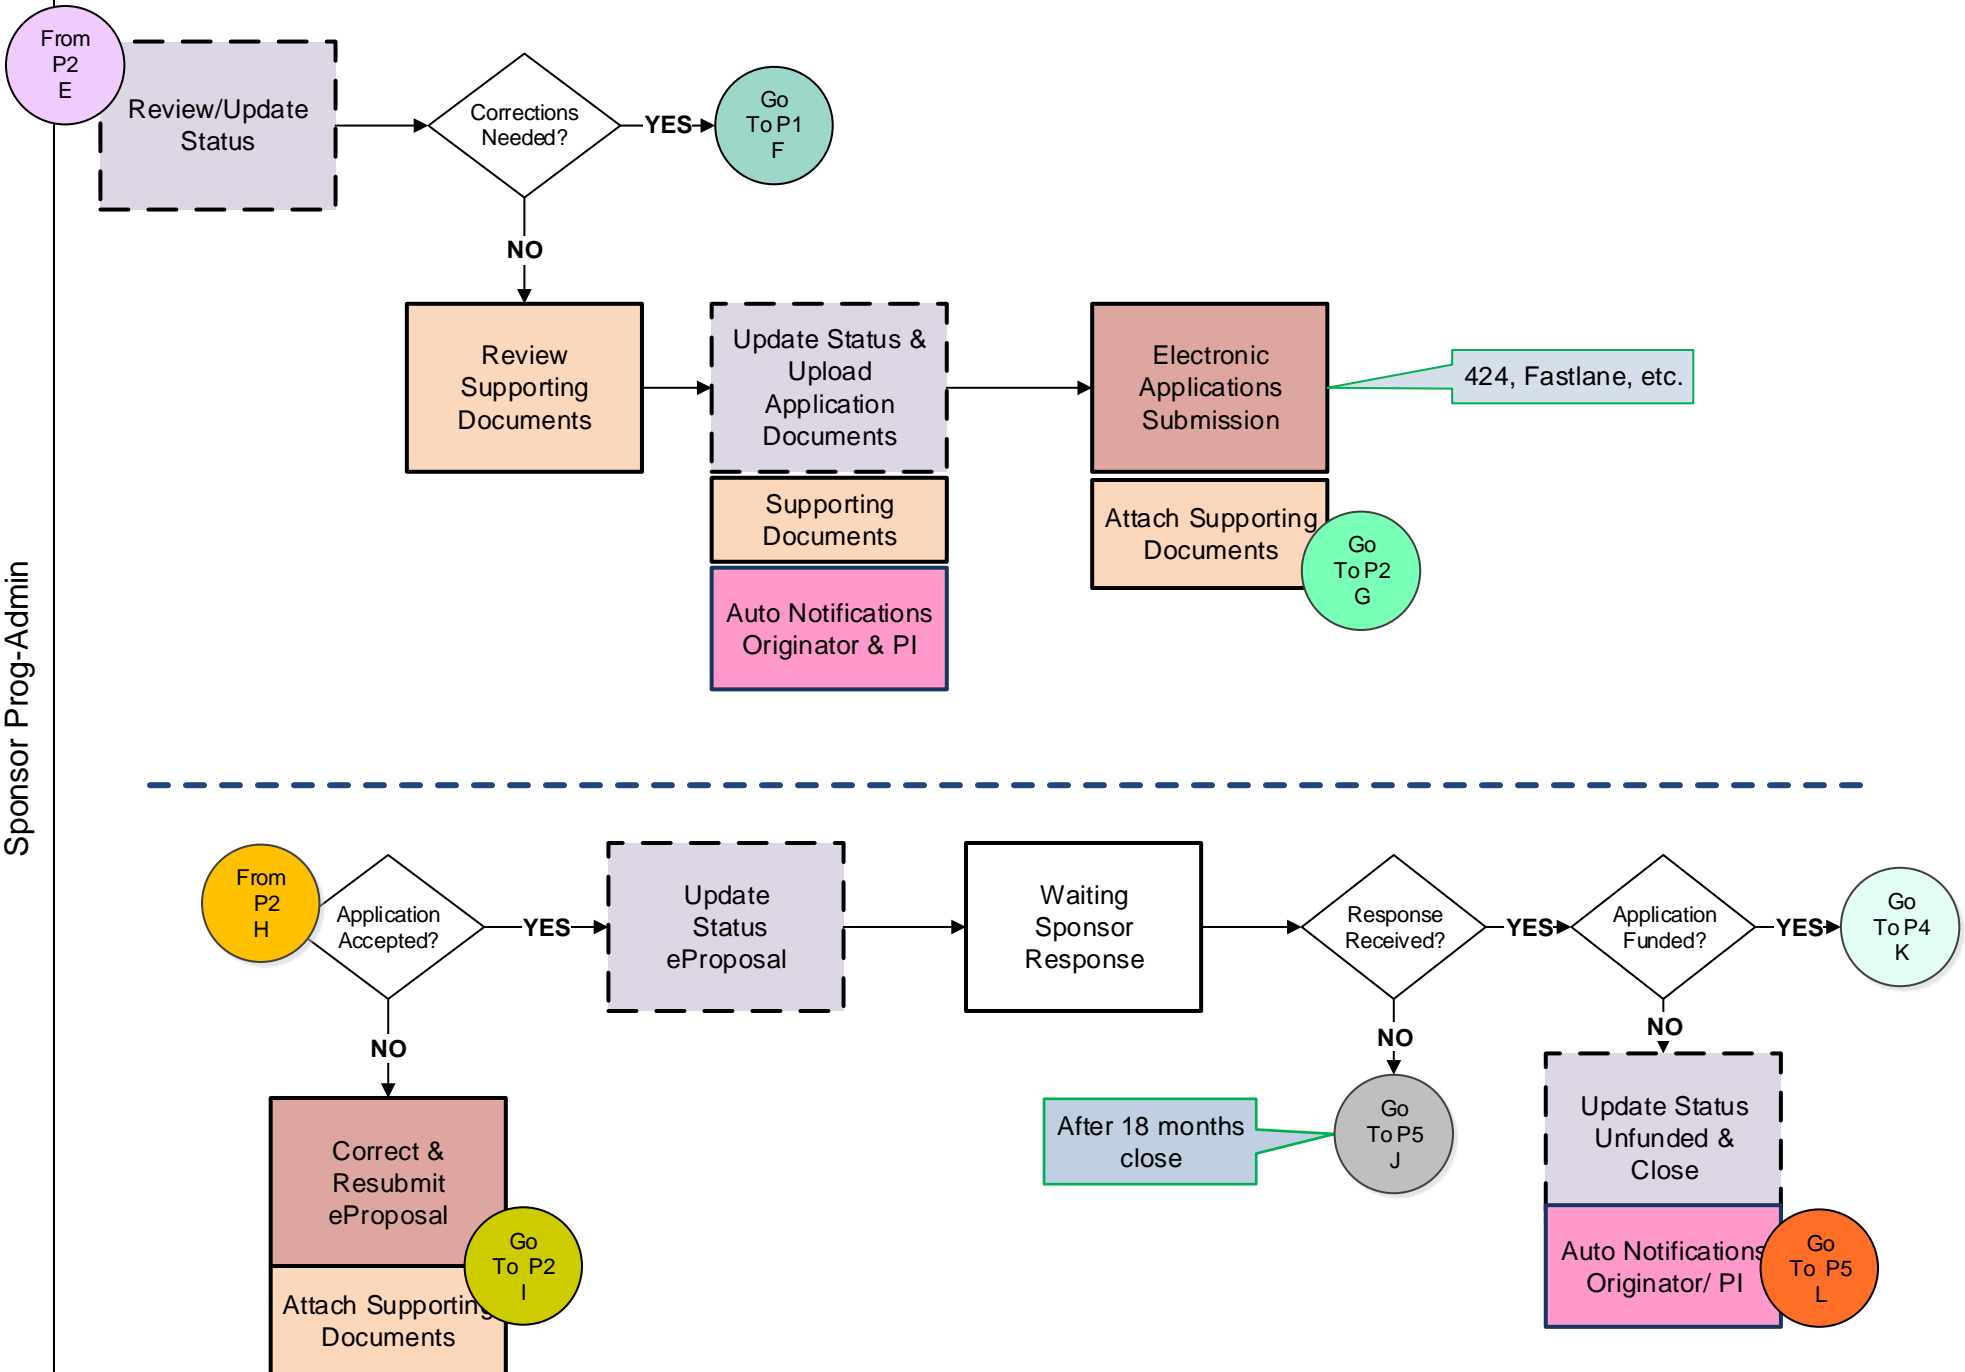 From
P2
E
Review/Update
Status
Corrections
Needed?
YES
Go
To P1
F
NO
Review
Supporting
Documents
Update Status &
Upload
Application
Documents
Supporting
Documents
Auto Notifications
Originator & PI
Electronic
Applications
Submission
424, Fastlane, etc.
Attach Supporting
Documents
Go
To P2
G
Sponsor Prog-Admin
From
P2
H
Application
Accepted?
YES
Update
Status
eProposal
Waiting
Sponsor
Response
Response
Received?
YES
Application
Funded?
YES
Go
To P4
K
NO
Correct &
Resubmit
eProposal
Go
To P2
I
Attach Supporting
Documents
NO
After 18 months
close
Go
To P5
J
NO
Update Status
Unfunded &
Close
Auto Notifications
Originator/ PI
Go
To P5
L